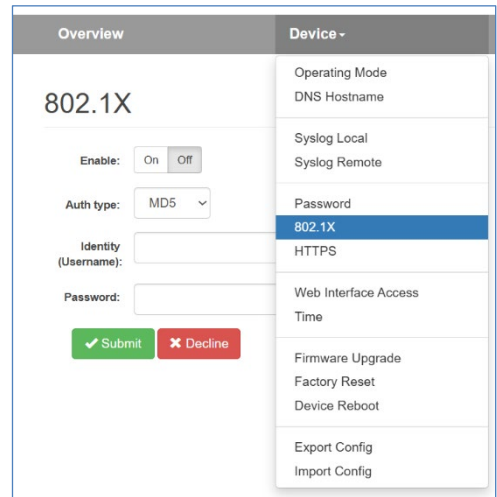 Overview
Device
802.1X
Enable: On Off
Auth type: MD5
Identity
(Username):
Password:
Submit Decline
Operating Mode
DNS Hostname
Syslog Local
Syslog Remote
Password
802.1X
HTTPS
Web Interface Access
Time
Firmware Upgrade
Factory Reset
Device Reboot
Export Config
Import Config